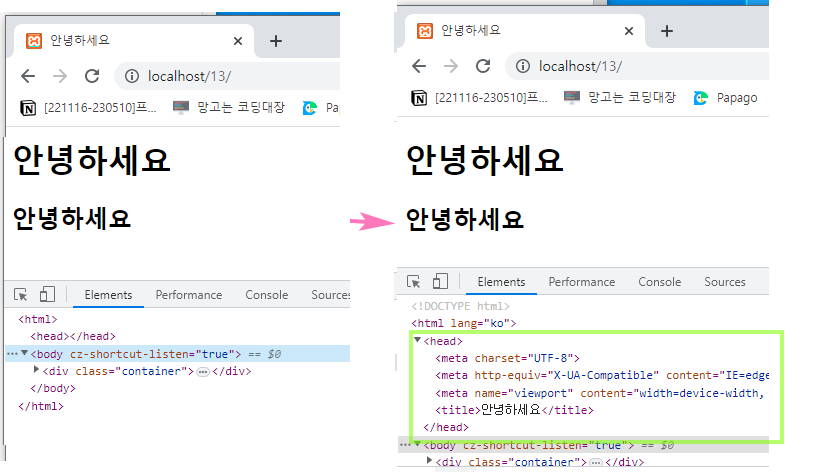 안녕하세요
localhost/13/
[221116-230510]프... 망고는 코딩대장 Papa
안녕하세요
안녕하세요
Elements Performance Console Sources
<html>
<head></head>
<body cz-shortcut-listen="true"> == $0
<div class="container"> </div>
</body>
</html>
안녕하세요
localhost/13/
[221116-230510]프... 망고는 코딩대장 Papago
안녕하세요
안녕하세요
Elements Performance Console Sources
<!DOCTYPE html>
<html lang="ko">
<head>
<meta charset="UTF-8">
<meta http-equiv="X-UA-Compatible" content="IE=edge
<meta name="viewport" content="width=device-width,
<title>안녕하세요</title>
</head>
<body cz-shortcut-listen="true"> == $0
<div class="container"> </div>